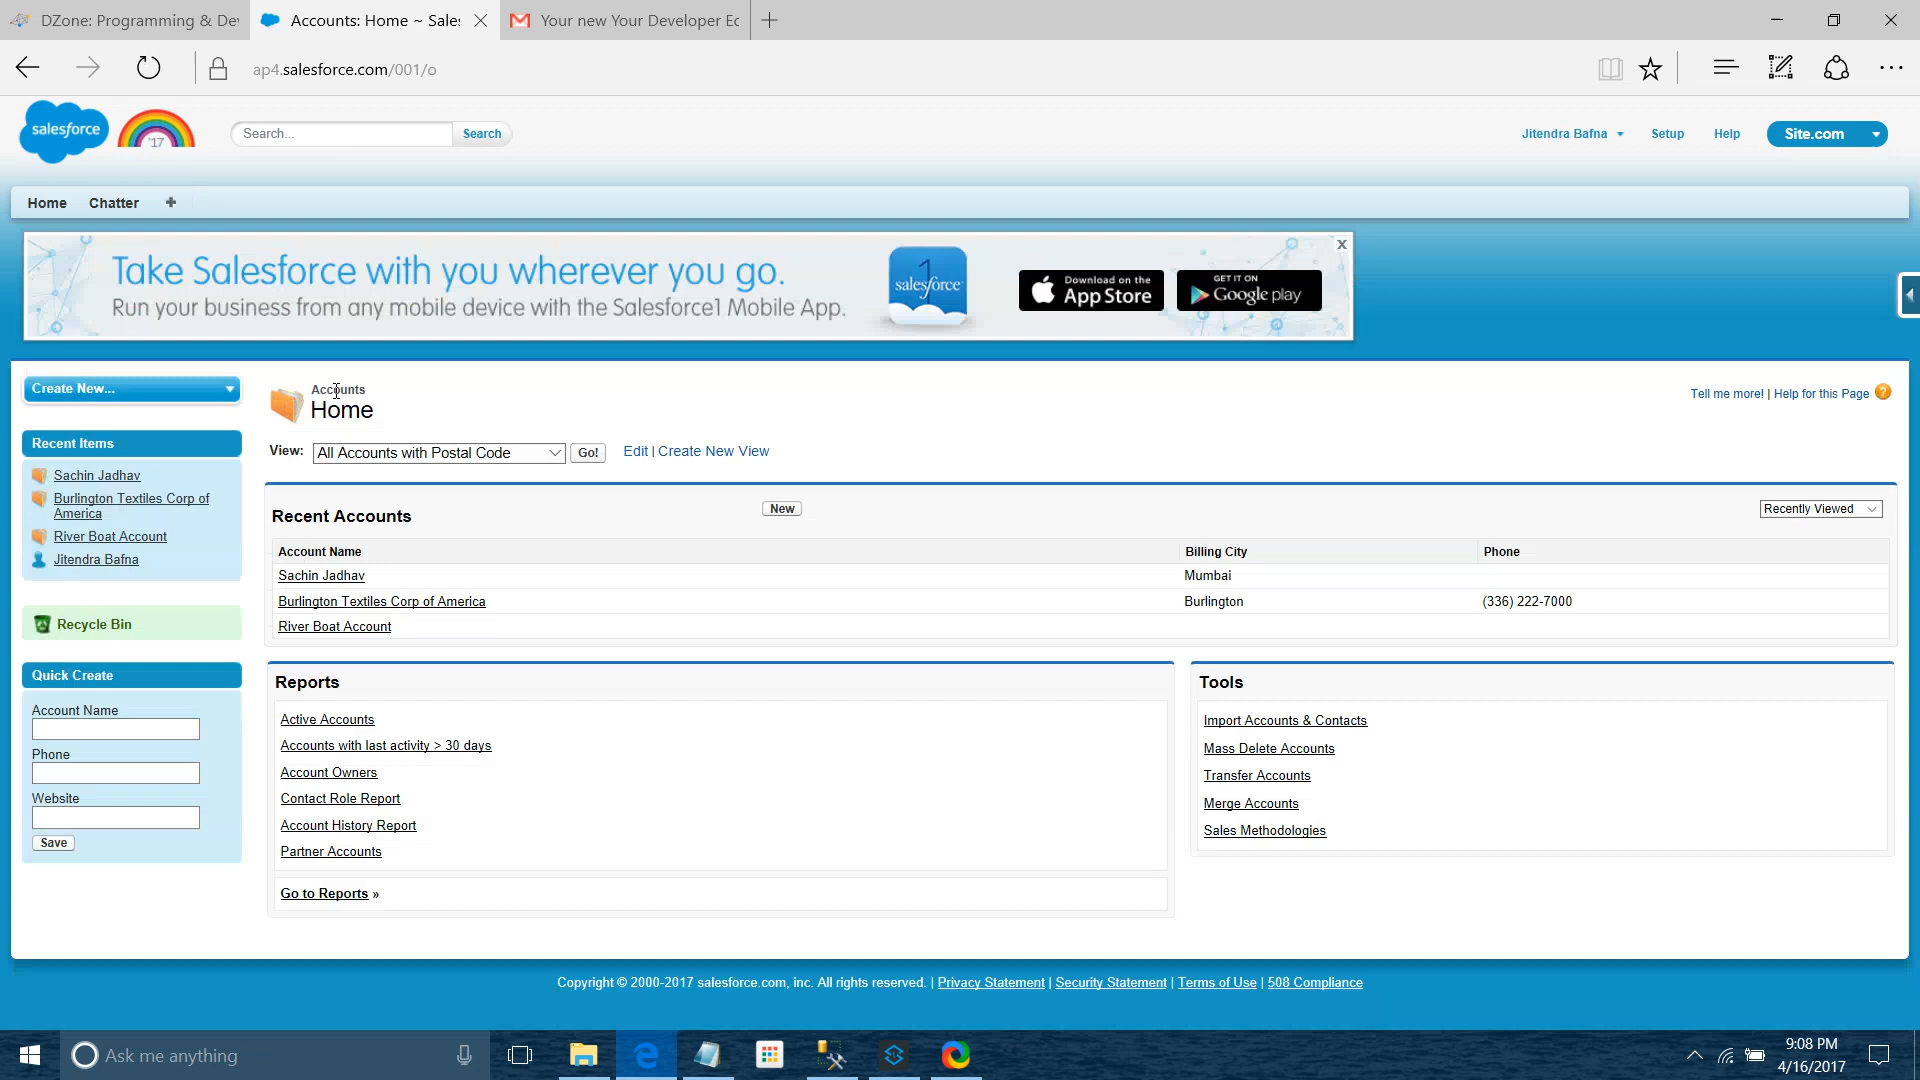 DZone: Programming & De
Accounts: Home ~ Sale:
Your new Your Developer Ec
ap4.salesforce.com/001/o
salesforce
'17
Search...
Search
Jitendra Bafna
Setup
Help
Site.com
Home
Chatter
Take Salesforce with you wherever you go.
Run your business from any mobile device with the Salesforce1 Mobile App.
1
salesforce
Download on the
App Store
GET IT ON
Google play
x
Create New...
Accounts
Home
Tell me more! | Help for this Page
?
View:
All Accounts with Postal Code
Go!
Edit | Create New View
Recent Items
Sachin Jadhav
Burlington Textiles Corp of
America
River Boat Account
Jitendra Bafna
Recycle Bin
Quick Create
Account Name
Phone
Website
Save
Recent Accounts
New
Recently Viewed
Account Name Billing City Phone
Sachin Jadhav Mumbai
Burlington Textiles Corp of America Burlington (336) 222-7000
River Boat Account
Reports
Active Accounts
Accounts with last activity > 30 days
Account Owners
Contact Role Report
Account History Report
Partner Accounts
Go to Reports »
Tools
Import Accounts & Contacts
Mass Delete Accounts
Transfer Accounts
Merge Accounts
Sales Methodologies
Copyright © 2000-2017 salesforce.com, inc. All rights reserved. | Privacy Statement | Security Statement | Terms of Use | 508 Compliance
Ask me anything
9:08 PM
4/16/2017